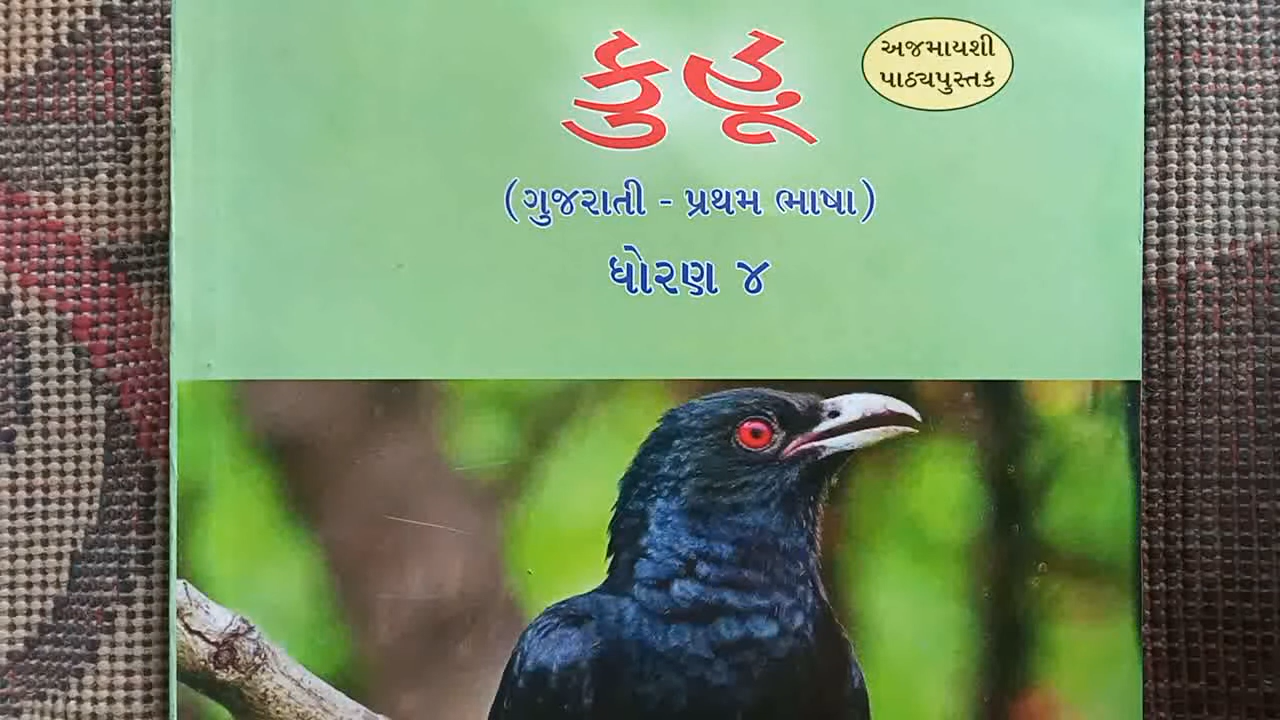 કુહૂ
અજમાયશી
પાઠ્યપુસ્તક
(ગુજરાતી - પ્રથમ ભાષા)
ધોરણ ૪